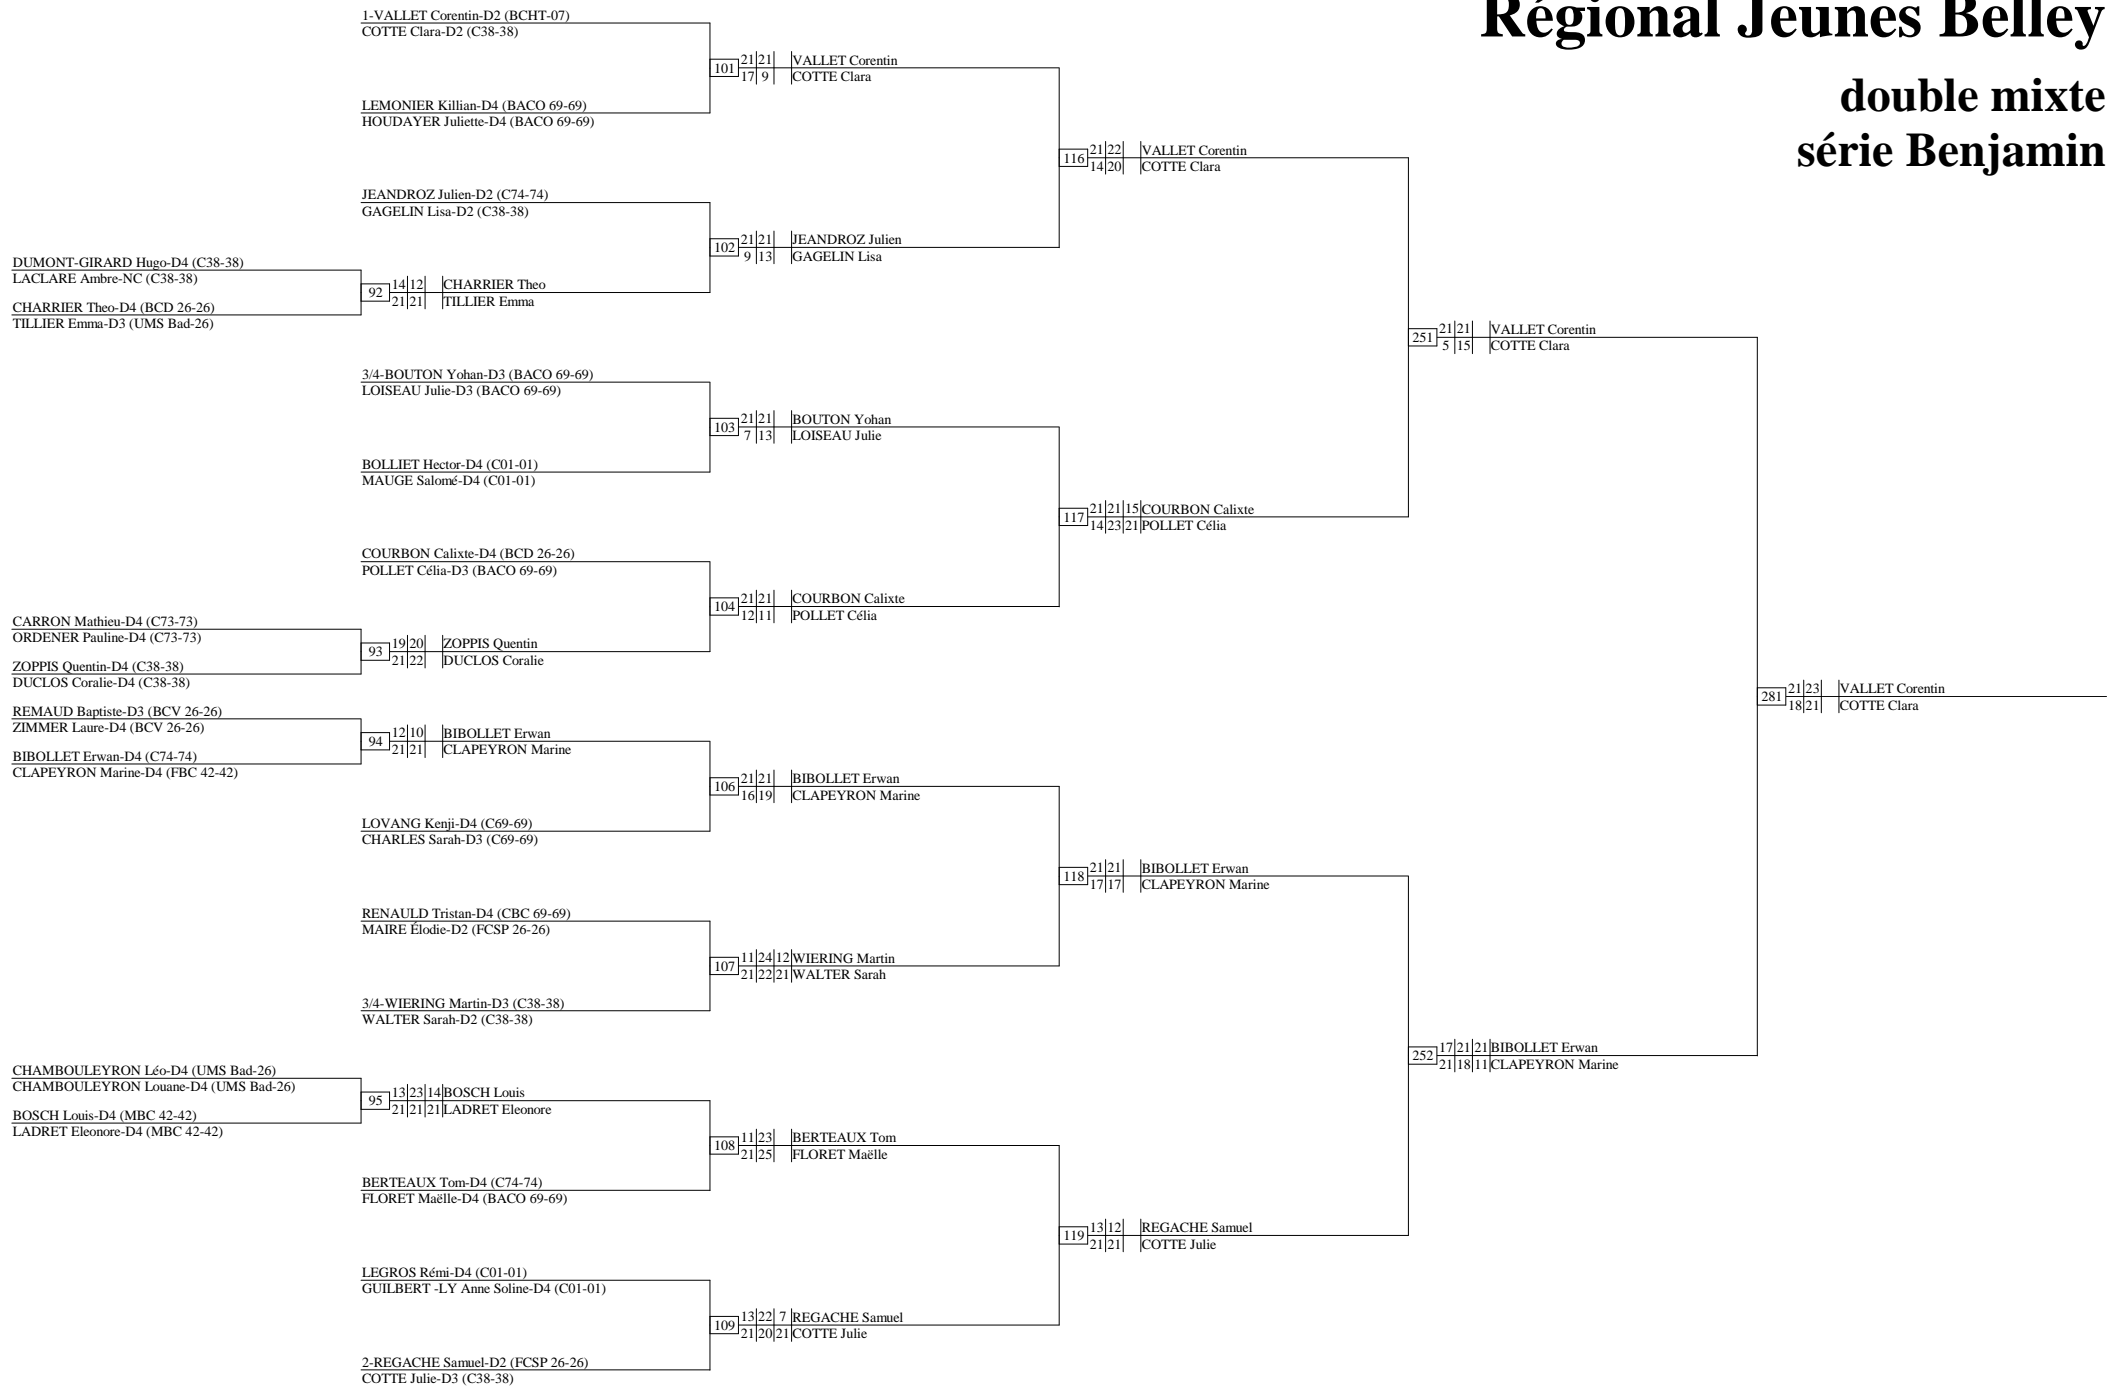 Régional Jeunes Belley
double mixte
série Benjamin
1-VALLET Corentin-D2 (BCHT-07)
COTTE Clara-D2 (C38-38)
101 21 21 VALLET Corentin
17 9 COTTE Clara
LEMONIER Killian-D4 (BACO 69-69)
HOUDAYER Juliette-D4 (BACO 69-69)
116 21 22 VALLET Corentin
14 20 COTTE Clara
JEANDROZ Julien-D2 (C74-74)
GAGELIN Lisa-D2 (C38-38)
102 21 21 JEANDROZ Julien
9 13 GAGELIN Lisa
DUMONT-GIRARD Hugo-D4 (C38-38)
LACLARE Ambre-NC (C38-38)
92 14 12 CHARRIER Theo
21 21 TILLIER Emma
CHARRIER Theo-D4 (BCD 26-26)
TILLIER Emma-D3 (UMS Bad-26)
251 21 21 VALLET Corentin
5 15 COTTE Clara
3/4-BOUTON Yohan-D3 (BACO 69-69)
LOISEAU Julie-D3 (BACO 69-69)
103 21 21 BOUTON Yohan
7 13 LOISEAU Julie
BOLLIET Hector-D4 (C01-01)
MAUGE Salomé-D4 (C01-01)
117 21 21 15 COURBON Calixte
14 23 21 POLLET Célia
COURBON Calixte-D4 (BCD 26-26)
POLLET Célia-D3 (BACO 69-69)
104 21 21 COURBON Calixte
12 11 POLLET Célia
CARRON Mathieu-D4 (C73-73)
ORDENER Pauline-D4 (C73-73)
93 19 20 ZOPPIS Quentin
21 22 DUCLOS Coralie
ZOPPIS Quentin-D4 (C38-38)
DUCLOS Coralie-D4 (C38-38)
281 21 23 VALLET Corentin
18 21 COTTE Clara
REMAUD Baptiste-D3 (BCV 26-26)
ZIMMER Laure-D4 (BCV 26-26)
94 12 10 BIBOLLET Erwan
21 21 CLAPEYRON Marine
BIBOLLET Erwan-D4 (C74-74)
CLAPEYRON Marine-D4 (FBC 42-42)
106 21 21 BIBOLLET Erwan
16 19 CLAPEYRON Marine
LOVANG Kenji-D4 (C69-69)
CHARLES Sarah-D3 (C69-69)
118 21 21 BIBOLLET Erwan
17 17 CLAPEYRON Marine
RENAULD Tristan-D4 (CBC 69-69)
MAIRE Élodie-D2 (FCSP 26-26)
107 11 24 12 WIERING Martin
21 22 21 WALTER Sarah
3/4-WIERING Martin-D3 (C38-38)
WALTER Sarah-D2 (C38-38)
252 17 21 21 BIBOLLET Erwan
21 18 11 CLAPEYRON Marine
CHAMBOULEYRON Léo-D4 (UMS Bad-26)
CHAMBOULEYRON Louane-D4 (UMS Bad-26)
95 13 23 14 BOSCH Louis
21 21 21 LADRET Eleonore
BOSCH Louis-D4 (MBC 42-42)
LADRET Eleonore-D4 (MBC 42-42)
108 11 23 BERTEAUX Tom
21 25 FLORET Maëlle
BERTEAUX Tom-D4 (C74-74)
FLORET Maëlle-D4 (BACO 69-69)
119 13 12 REGACHE Samuel
21 21 COTTE Julie
LEGROS Rémi-D4 (C01-01)
GUILBERT -LY Anne Soline-D4 (C01-01)
109 13 22 7 REGACHE Samuel
21 20 21 COTTE Julie
2-REGACHE Samuel-D2 (FCSP 26-26)
COTTE Julie-D3 (C38-38)